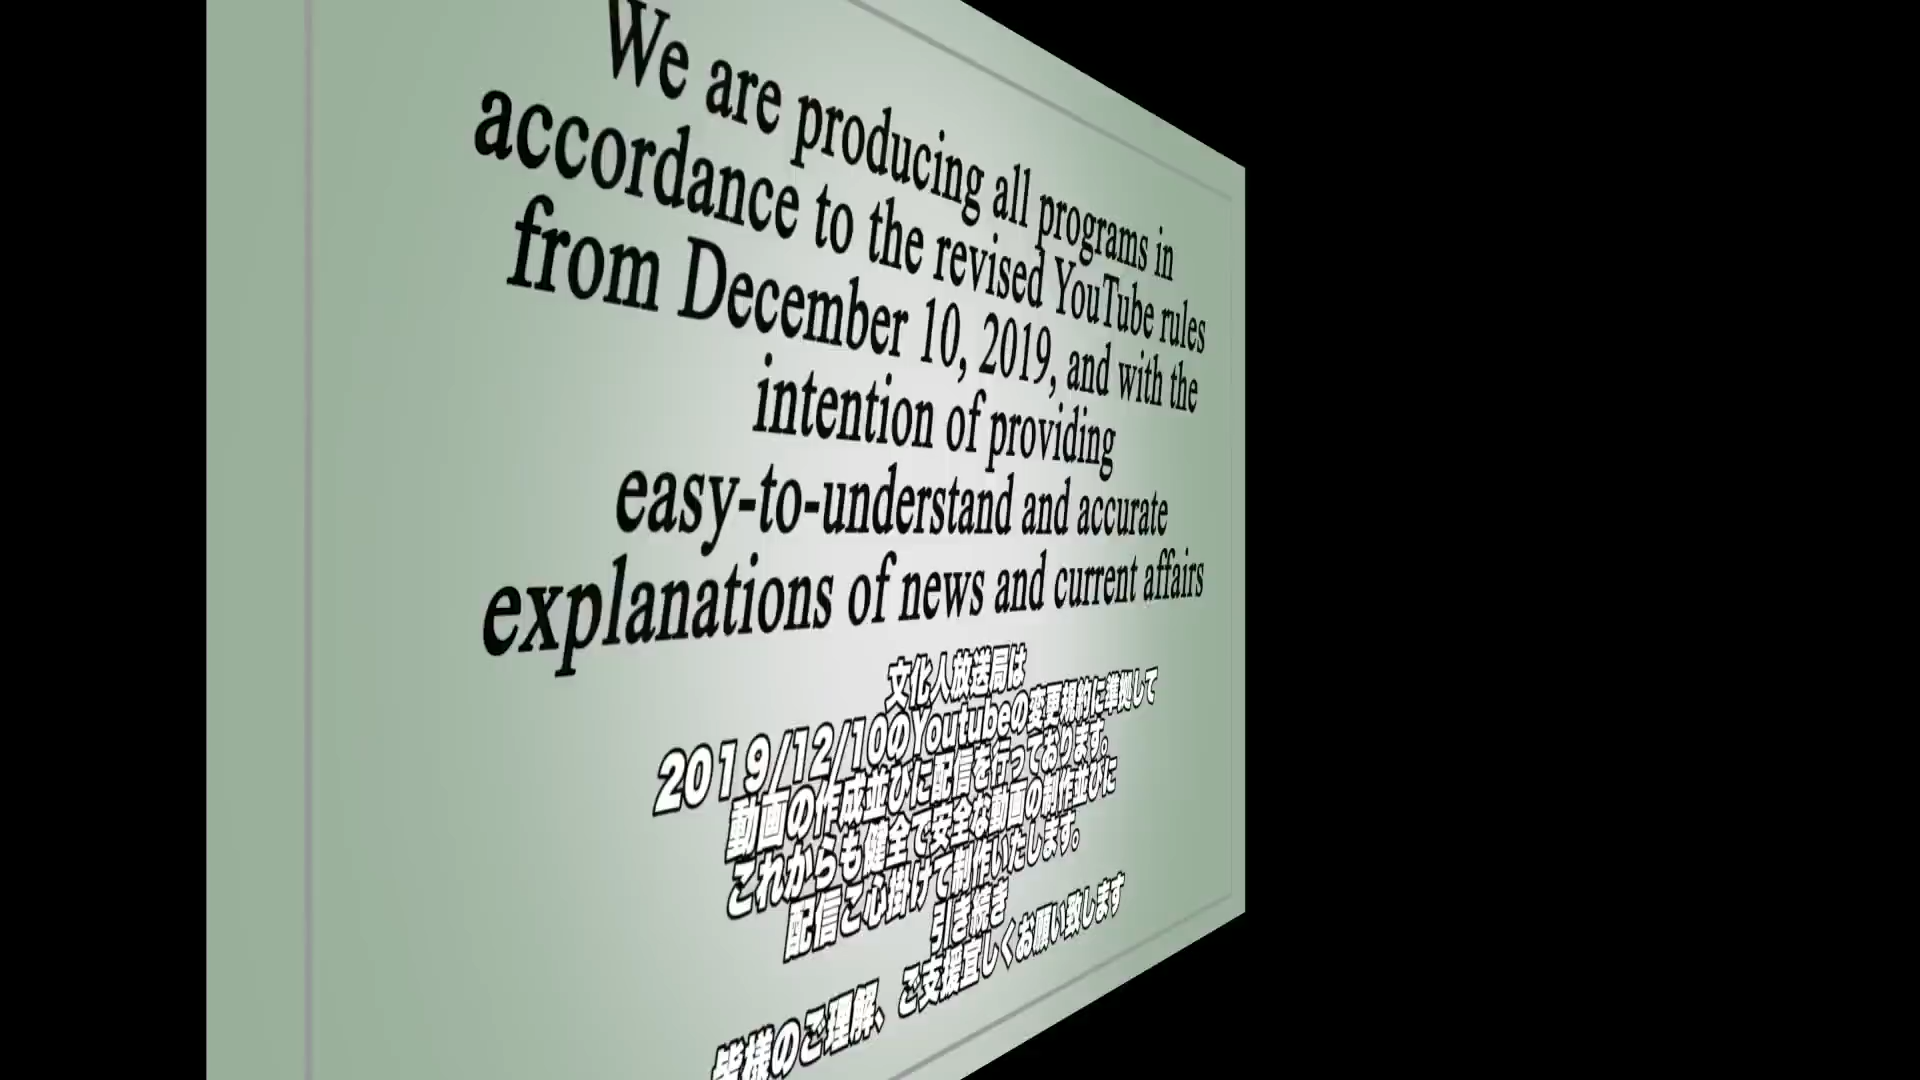 We are producing all programs in
accordance to the revised YouTube rules
from December 10, 2019, and with the
intention of providing
easy-to-understand and accurate
explanations of news and current affairs
文化人放送局は
2019/12/10のYoutubeの変更規約に準拠して
動画の作成並びに配信を行っております。
これからも健全で安全な動画の制作並びに
配信ご心掛けて制作いたします。
引き続き
皆様のご理解、ご支援宜しくお願い致します